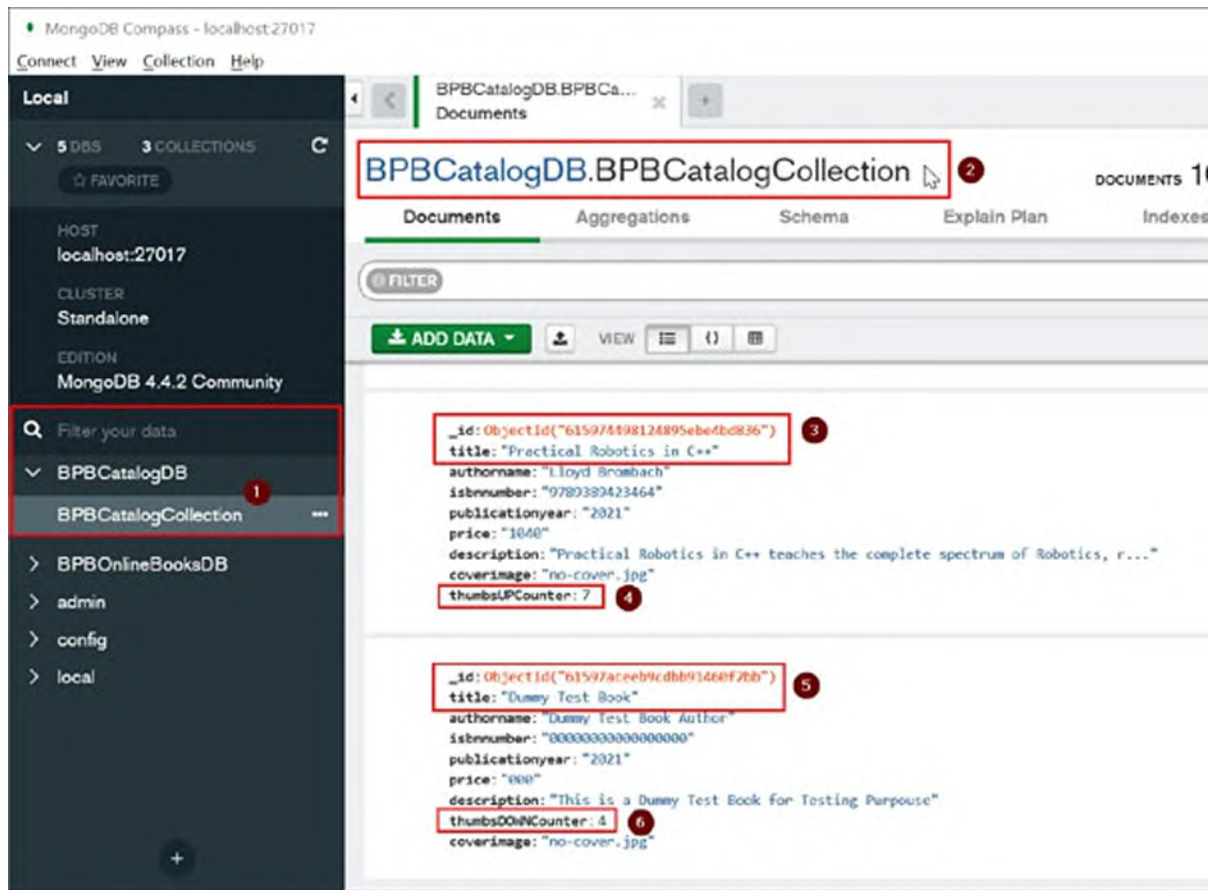 MongoDB Compass - localhost:27017
Connect View Collection Help
Local
5 DBS 3 COLLECTIONS
FAVORITE
HOST
localhost:27017
CLUSTER
Standalone
EDITION
MongoDB 4.4.2 Community
Filter your data
BPBCatalogDB
BPBCatalogCollection
1
BPBOnlineBooksDB
admin
config
local
BPBCatalogDB.BPBCa...
Documents
BPBCatalogDB.BPBCatalogCollection 2
DOCUMENTS
Documents Aggregations Schema Explain Plan Indexes
FILTER
ADD DATA VIEW
_id: ObjectId("615974498124895ebe4bd836") 3
title: "Practical Robotics in C++"
authorname: "Lloyd Brombach"
isbnnumber: "9789389423464"
publicationyear: "2021"
price: "1040"
description: "Practical Robotics in C++ teaches the complete spectrum of Robotics, r..."
coverimage: "no-cover.jpg"
thumbsUPCounter: 7 4
_id: ObjectId("61597aceeb9cdbb91460f2bb") 5
title: "Dummy Test Book"
authorname: "Dummy Test Book Author"
isbnnumber:
publicationyear: "2021"
price: "000"
description: "This is a Dummy Test Book for Testing Purpouse"
thumbsDOWNCounter: 4 6
coverimage: "no-cover.jpg"